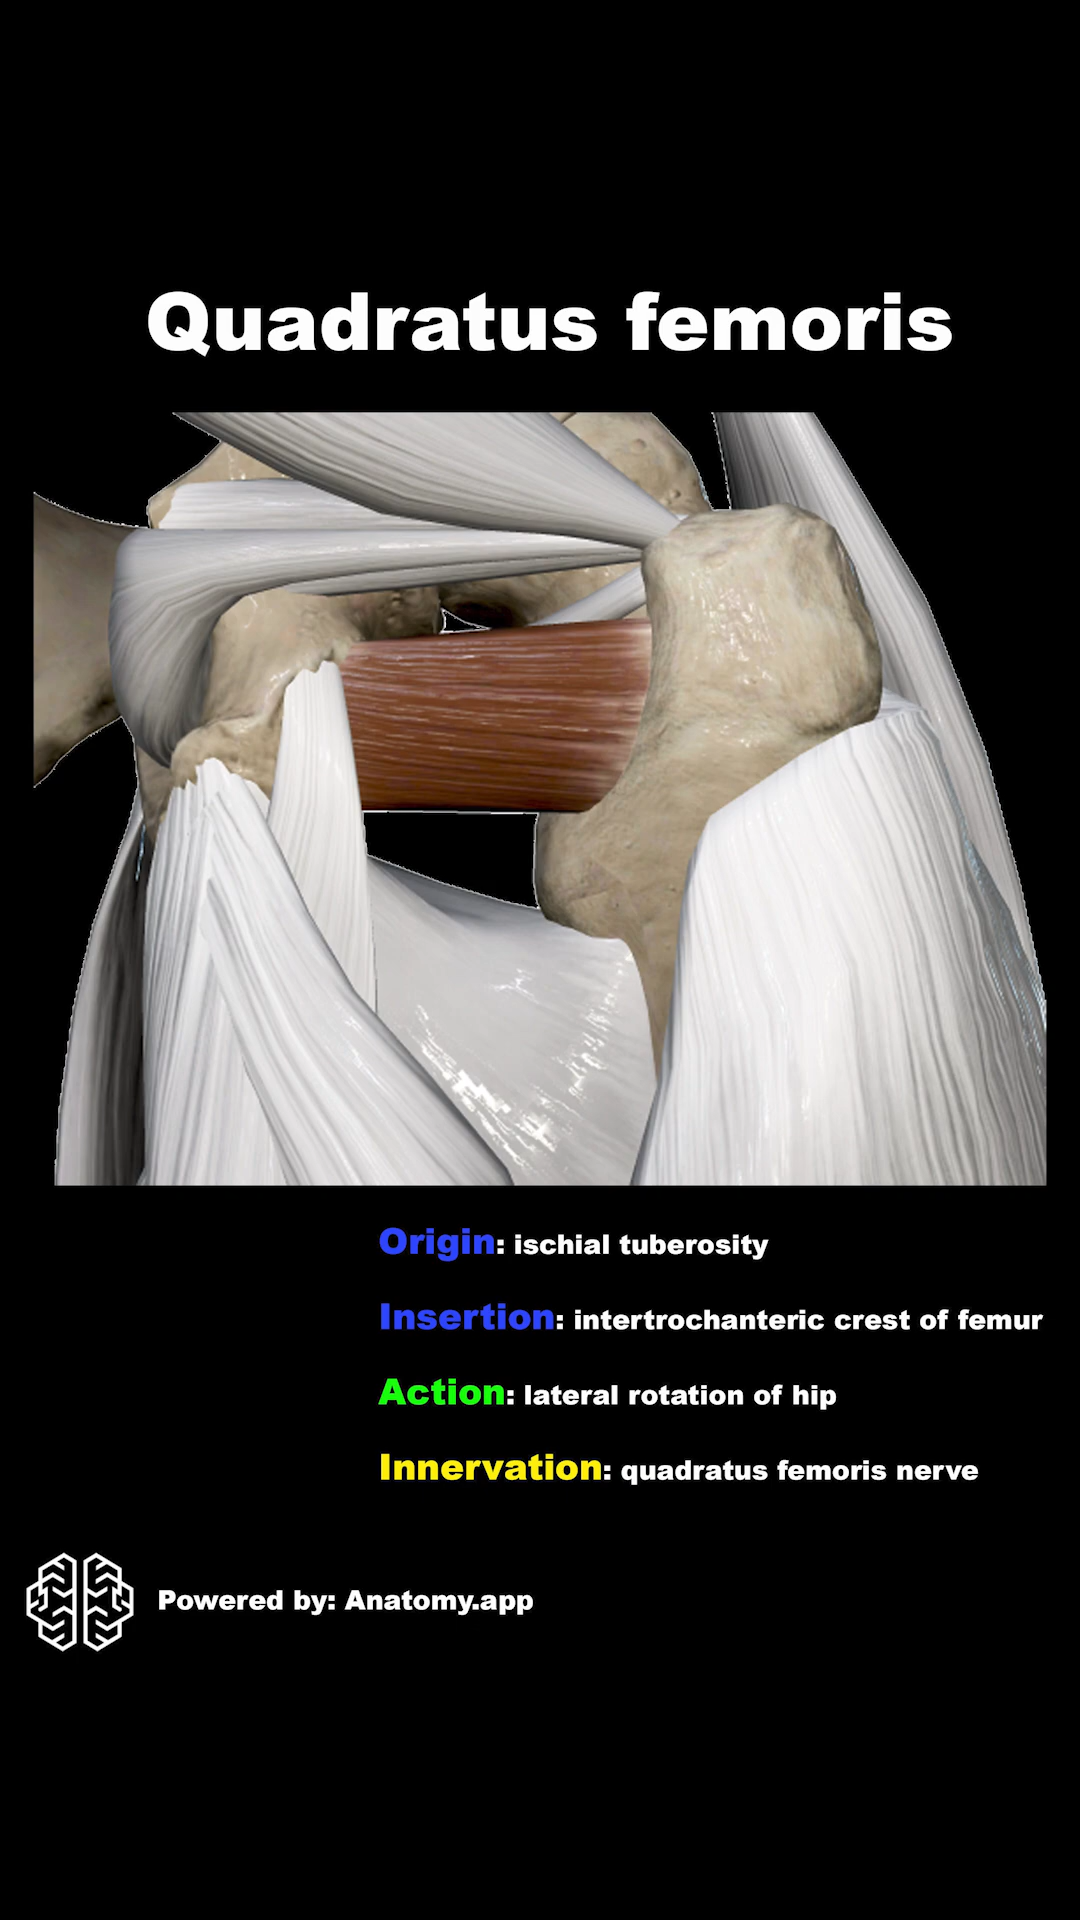 Quadratus femoris
Origin: ischial tuberosity
Insertion: intertrochanteric crest of femur
Action: lateral rotation of hip
Innervation: quadratus femoris nerve
Powered by: Anatomy.app